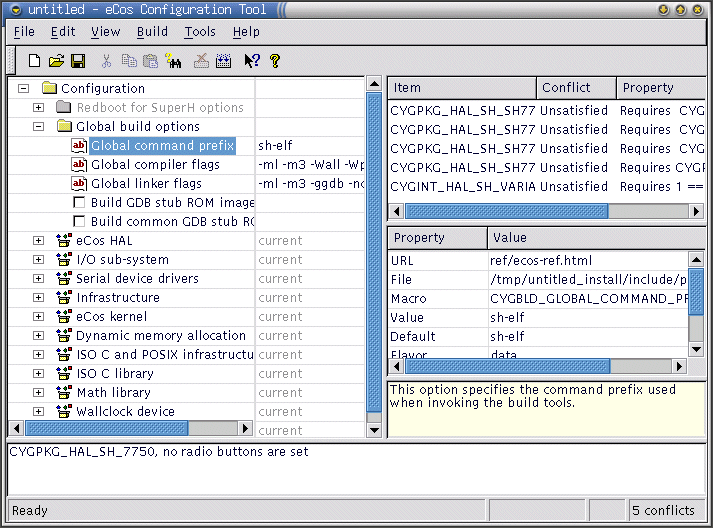 untitled - eCos Configuration Tool
File Edit View Build Tools Help
Configuration
Redboot for SuperH options
Global build options
Global command prefix sh-elf
Global compiler flags -ml -m3 -Wall -Wp
Global linker flags -ml -m3 -ggdb -no
Build GDB stub ROM image
Build common GDB stub RO
eCos HAL current
I/O sub-system current
Serial device drivers current
Infrastructure current
eCos kernel current
Dynamic memory allocation current
ISO C and POSIX infrastructu current
ISO C library current
Math library current
Wallclock device current
current
Item Conflict Property
CYGPKG_HAL_SH_SH77 Unsatisfied Requires CYG
CYGPKG_HAL_SH_SH77 Unsatisfied Requires CYG
CYGPKG_HAL_SH_SH77 Unsatisfied Requires CYG
CYGPKG_HAL_SH_SH77 Unsatisfied Requires CYGP
CYGINT_HAL_SH_VARIA Unsatisfied Requires 1 ==
Property Value
URL ref/ecos-ref.html
File /tmp/untitled_install/include/p
Macro CYGBLD_GLOBAL_COMMAND_PR
Value sh-elf
Default sh-elf
Flavor data
This option specifies the command prefix used
when invoking the build tools.
CYGPKG_HAL_SH_7750, no radio buttons are set
Ready 5 conflicts